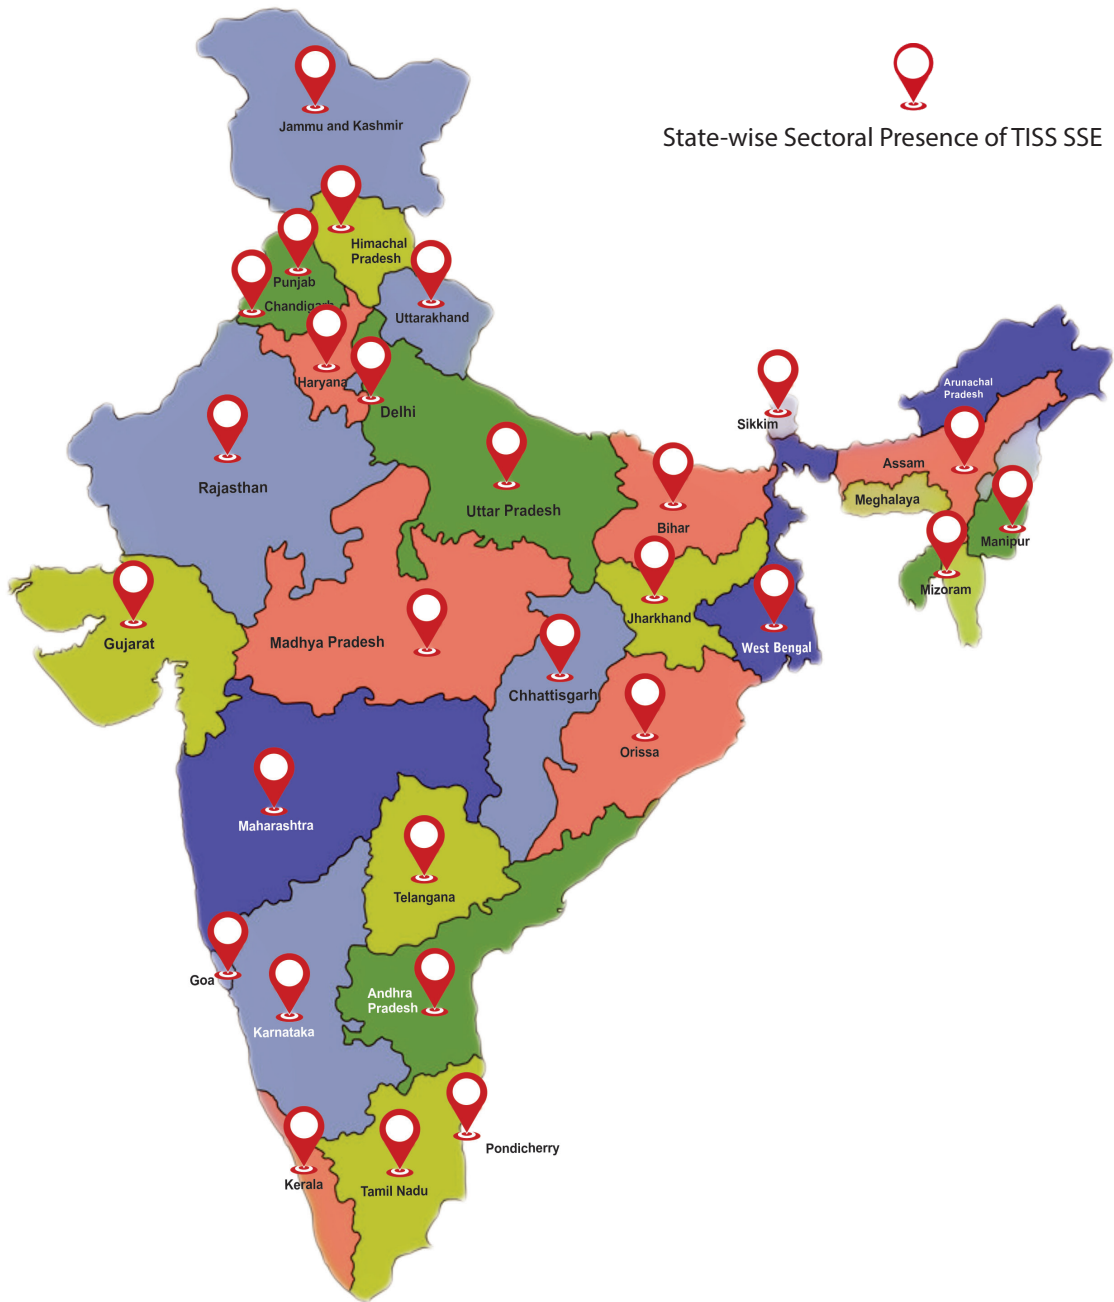 State-wise Sectoral Presence of TISS SSE
Jammu and Kashmir
Himachal
Pradesh
Punjab
Chandigarh
Uttarakhand
Haryana
Delhi
Rajasthan
Uttar Pradesh
Sikkim
Arunachal
Pradesh
Assam
Meghalaya
Manipur
Mizoram
Bihar
Jharkhand
West Bengal
Gujarat
Madhya Pradesh
Chhattisgarh
Orissa
Maharashtra
Telangana
Goa
Karnataka
Andhra
Pradesh
Pondicherry
Kerala
Tamil Nadu